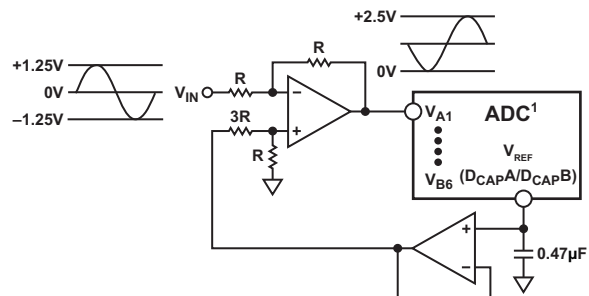 +2.5V
+1.25V
0V
–1.25V
R
R
VIN
0V
–
+
3R
R
VA1
ADC1
VREF
(DCAPA/DCAPB)
VB6
+
–
0.47µF